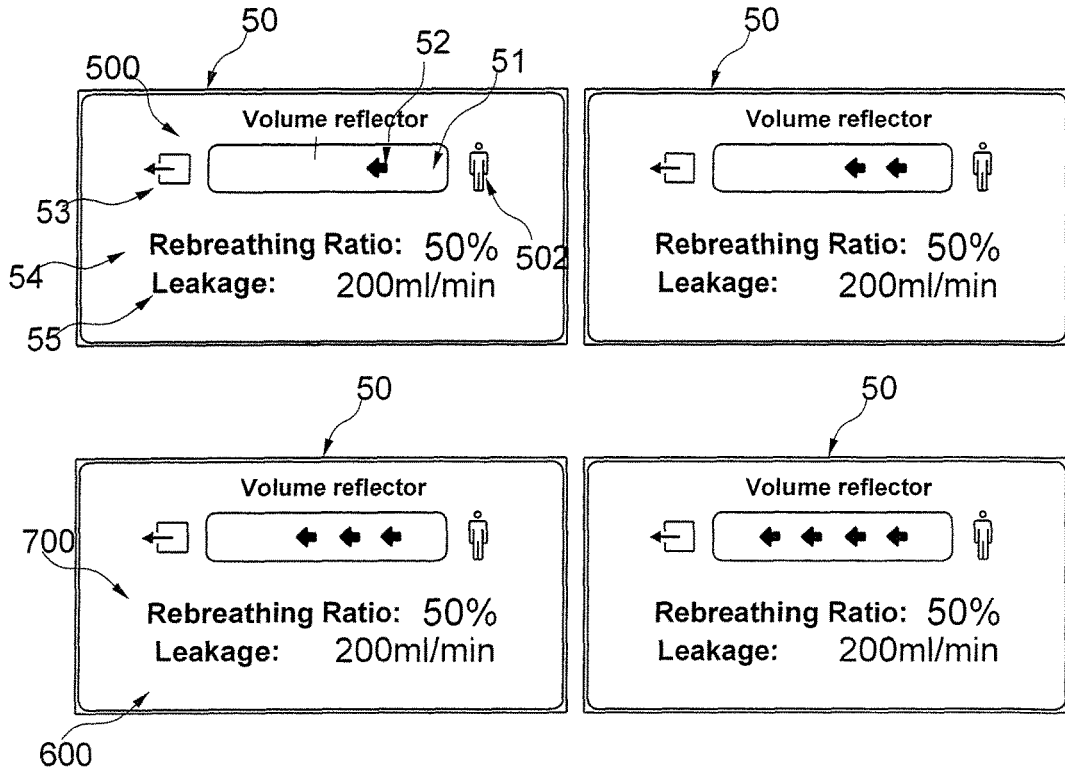 50
50
52
51
500
Volume reflector
Volume reflector
53
Rebreathing Ratio: 50%
502
Rebreathing Ratio: 50%
54
Leakage: 200ml/min
Leakage: 200ml/min
55
50
50
Volume reflector
Volume reflector
700
Rebreathing Ratio: 50%
Rebreathing Ratio: 50%
Leakage: 200ml/min
Leakage: 200ml/min
600